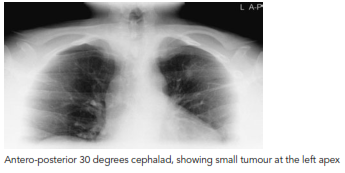 L A-P
Antero-posterior 30 degrees cephalad, showing small tumour at the left apex